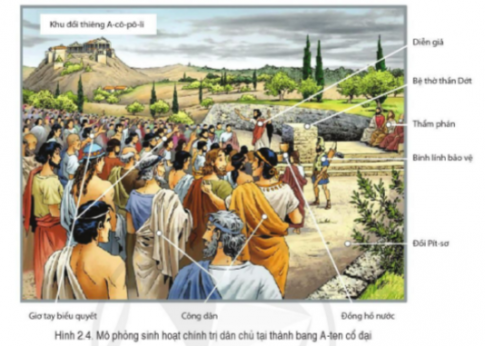 Khu đồi thiêng A-cô-pô-li
Diễn giả
Bệ thờ thần Dớt
Thẩm phán
Binh lính bảo vệ
Đồi Pít-sơ
Giơ tay biểu quyết
Công dân
Đồng hồ nước
Hình 2.4. Mô phỏng sinh hoạt chính trị dân chủ tại thành bang A-ten cổ đại